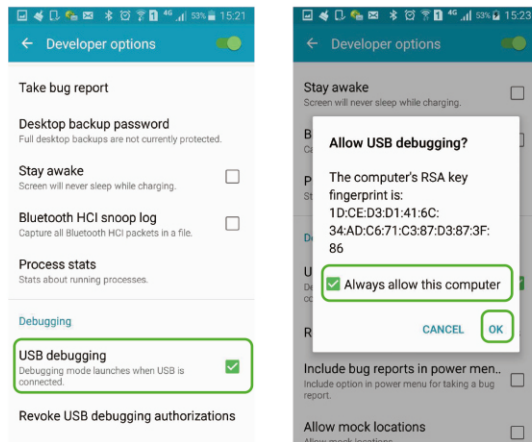 53% 15:21
Developer options
Take bug report
Desktop backup password
Full desktop backups are not currently protected.
Stay awake
Screen will never sleep while charging.
Bluetooth HCI snoop log
Capture all Bluetooth HCI packets in a file.
Process stats
Stats about running processes.
Debugging
USB debugging
Debugging mode launches when USB is
connected.
Revoke USB debugging authorizations
53% 15:23
Developer options
Stay awake
Screen will never sleep while charging.
Allow USB debugging?
The computer's RSA key
fingerprint is:
1D:CE:D3:D1:41:6C:
34:AD:C6:71:C3:87:D3:87:3F:
86
Always allow this computer
CANCEL OK
Include bug reports in power men..
Include option in power menu for taking a bug
report.
Allow mock locations
Allow mock locations